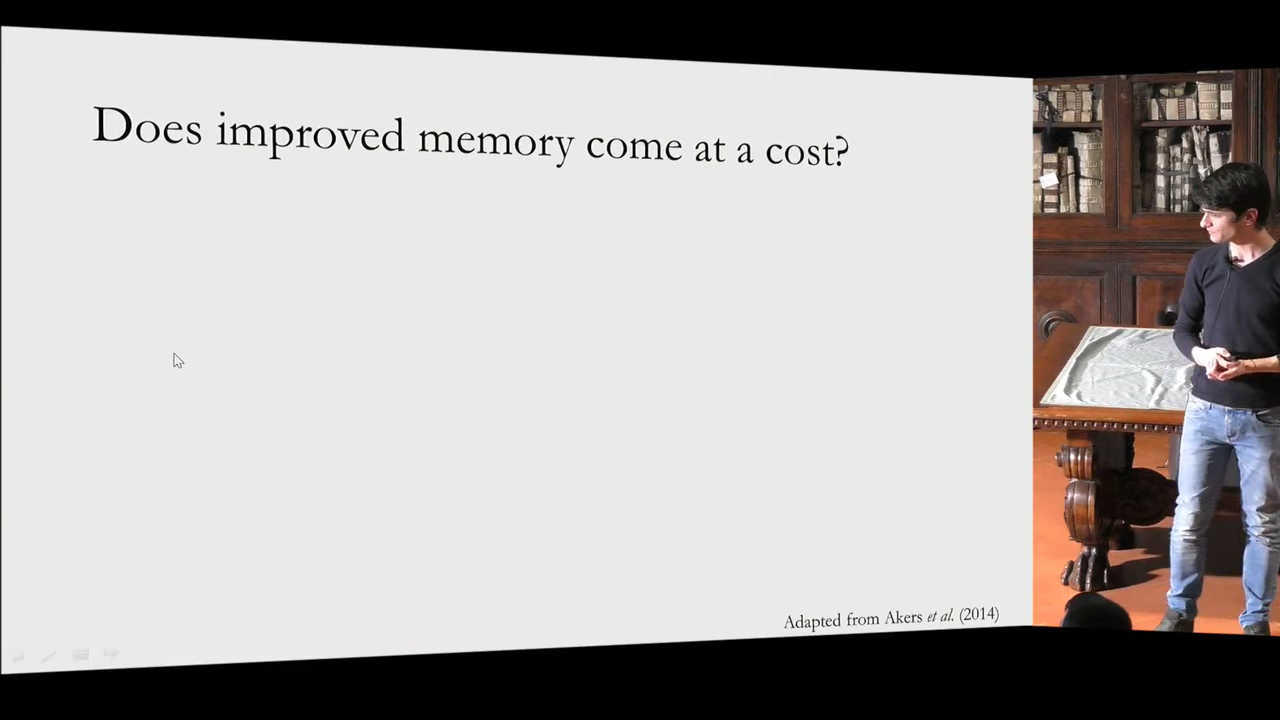 Does improved memory come at a cost?
Adapted from Akers et al. (2014)